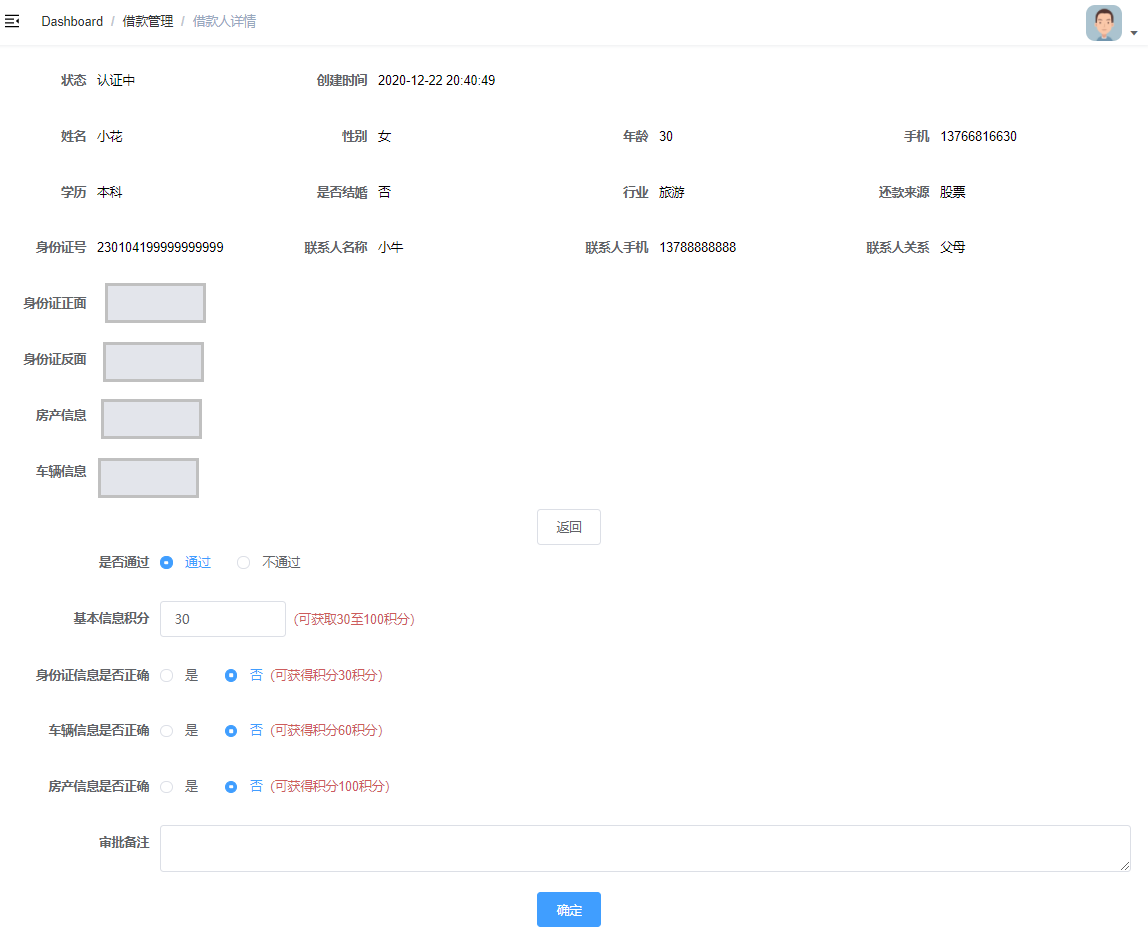 Dashboard / 借款管理 / 借款人详情
状态 认证中 创建时间 2020-12-22 20:40:49
姓名 小花 性别 女 年龄 30 手机 13766816630
学历 本科 是否结婚 否 行业 旅游 还款来源 股票
身份证号 230104199999999999 联系人名称 小牛 联系人手机 13788888888 联系人关系 父母
身份证正面
身份证反面
房产信息
车辆信息
返回
是否通过 通过 不通过
基本信息积分 30 (可获取30至100积分)
身份证信息是否正确 是 否 (可获得积分30积分)
车辆信息是否正确 是 否 (可获得积分60积分)
房产信息是否正确 是 否 (可获得积分100积分)
审批备注
确定